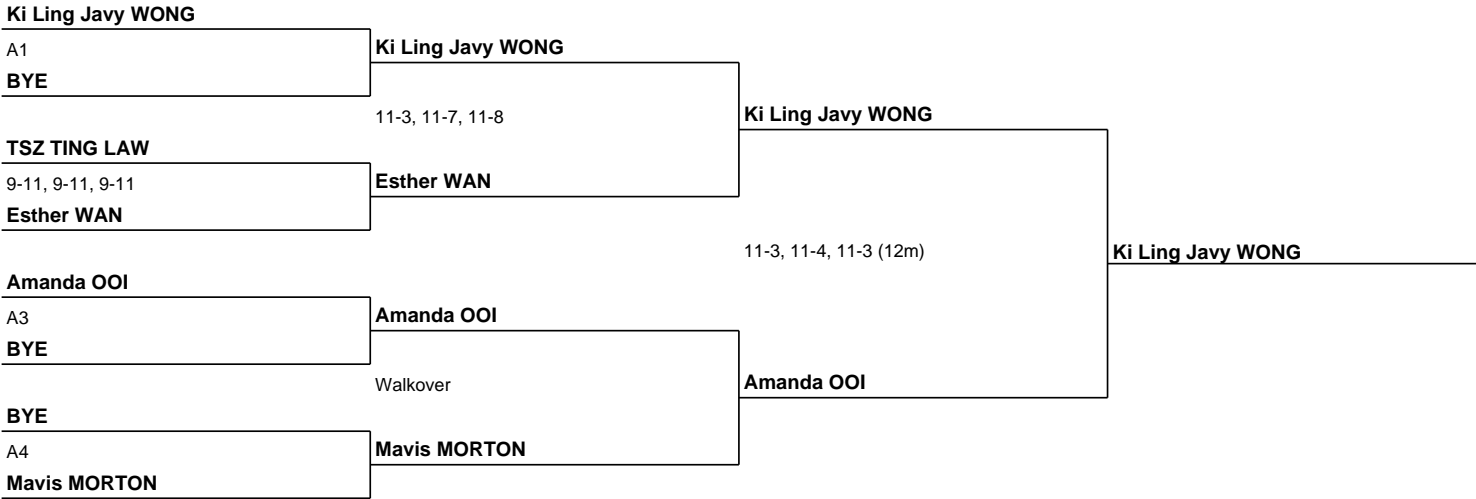 Ki Ling Javy WONG
A1
BYE
TSZ TING LAW
9-11, 9-11, 9-11
Esther WAN
Amanda OOI
A3
BYE
BYE
A4
Mavis MORTON
Ki Ling Javy WONG
11-3, 11-7, 11-8
Esther WAN
Amanda OOI
Walkover
Mavis MORTON
Ki Ling Javy WONG
11-3, 11-4, 11-3 (12m)
Amanda OOI
Ki Ling Javy WONG